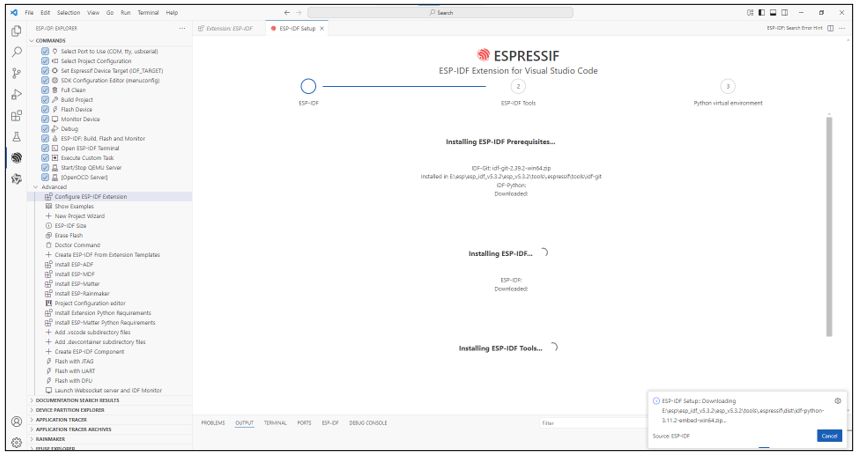 File Edit Selection View Go Run Terminal Help
Search
ESP-IDF: EXPLORER
Extension: ESP-IDF
ESP-IDF Setup
ESP-IDF: Search Error Hint
COMMANDS
Select Port to Use (COM, tty, usbserial)
Select Project Configuration
Set Espressif Device Target (IDF_TARGET)
SDK Configuration Editor (menuconfig)
Full Clean
Build Project
Flash Device
Monitor Device
Debug
ESP-IDF: Build, Flash and Monitor
Open ESP-IDF Terminal
Execute Custom Task
Start/Stop QEMU Server
[OpenOCD Server]
Advanced
Configure ESP-IDF Extension
Show Examples
New Project Wizard
ESP-IDF Size
Erase Flash
Doctor Command
Create ESP-IDF From Extension Templates
Install ESP-ADF
Install ESP-MDF
Install ESP-Matter
Install ESP-Rainmaker
Project Configuration editor
Install Extension Python Requirements
Install ESP-Matter Python Requirements
Add .vscode subdirectory files
Add .devcontainer subdirectory files
Create ESP-IDF Component
Flash with JTAG
Flash with UART
Flash with DFU
Launch Websocket server and IDF Monitor
DOCUMENTATION SEARCH RESULTS
DEVICE PARTITION EXPLORER
APPLICATION TRACER
APPLICATION TRACER ARCHIVES
RAINMAKER
EFUSE EXPLORER
ESPRESSIF
ESP-IDF Extension for Visual Studio Code
2
3
ESP-IDF
ESP-IDF Tools
Python virtual environment
Installing ESP-IDF Prerequisites...
IDF-Git: idf-git-2.39.2-win64.zip
Installed in E:\esp\esp_idf_v5.3.2\esp_v5.3.2\tools\.espressif\tools\idf-git
IDF-Python:
Downloaded:
Installing ESP-IDF...
ESP-IDF:
Downloaded:
Installing ESP-IDF Tools...
PROBLEMS OUTPUT TERMINAL PORTS ESP-IDF DEBUG CONSOLE
Filter
ESP-IDF Setup:: Downloading
E:\esp\esp_idf_v5.3.2\esp_v5.3.2\tools\.espressif\dist\idf-python-
3.11.2-embed-win64.zip...
Source: ESP-IDF
Cancel